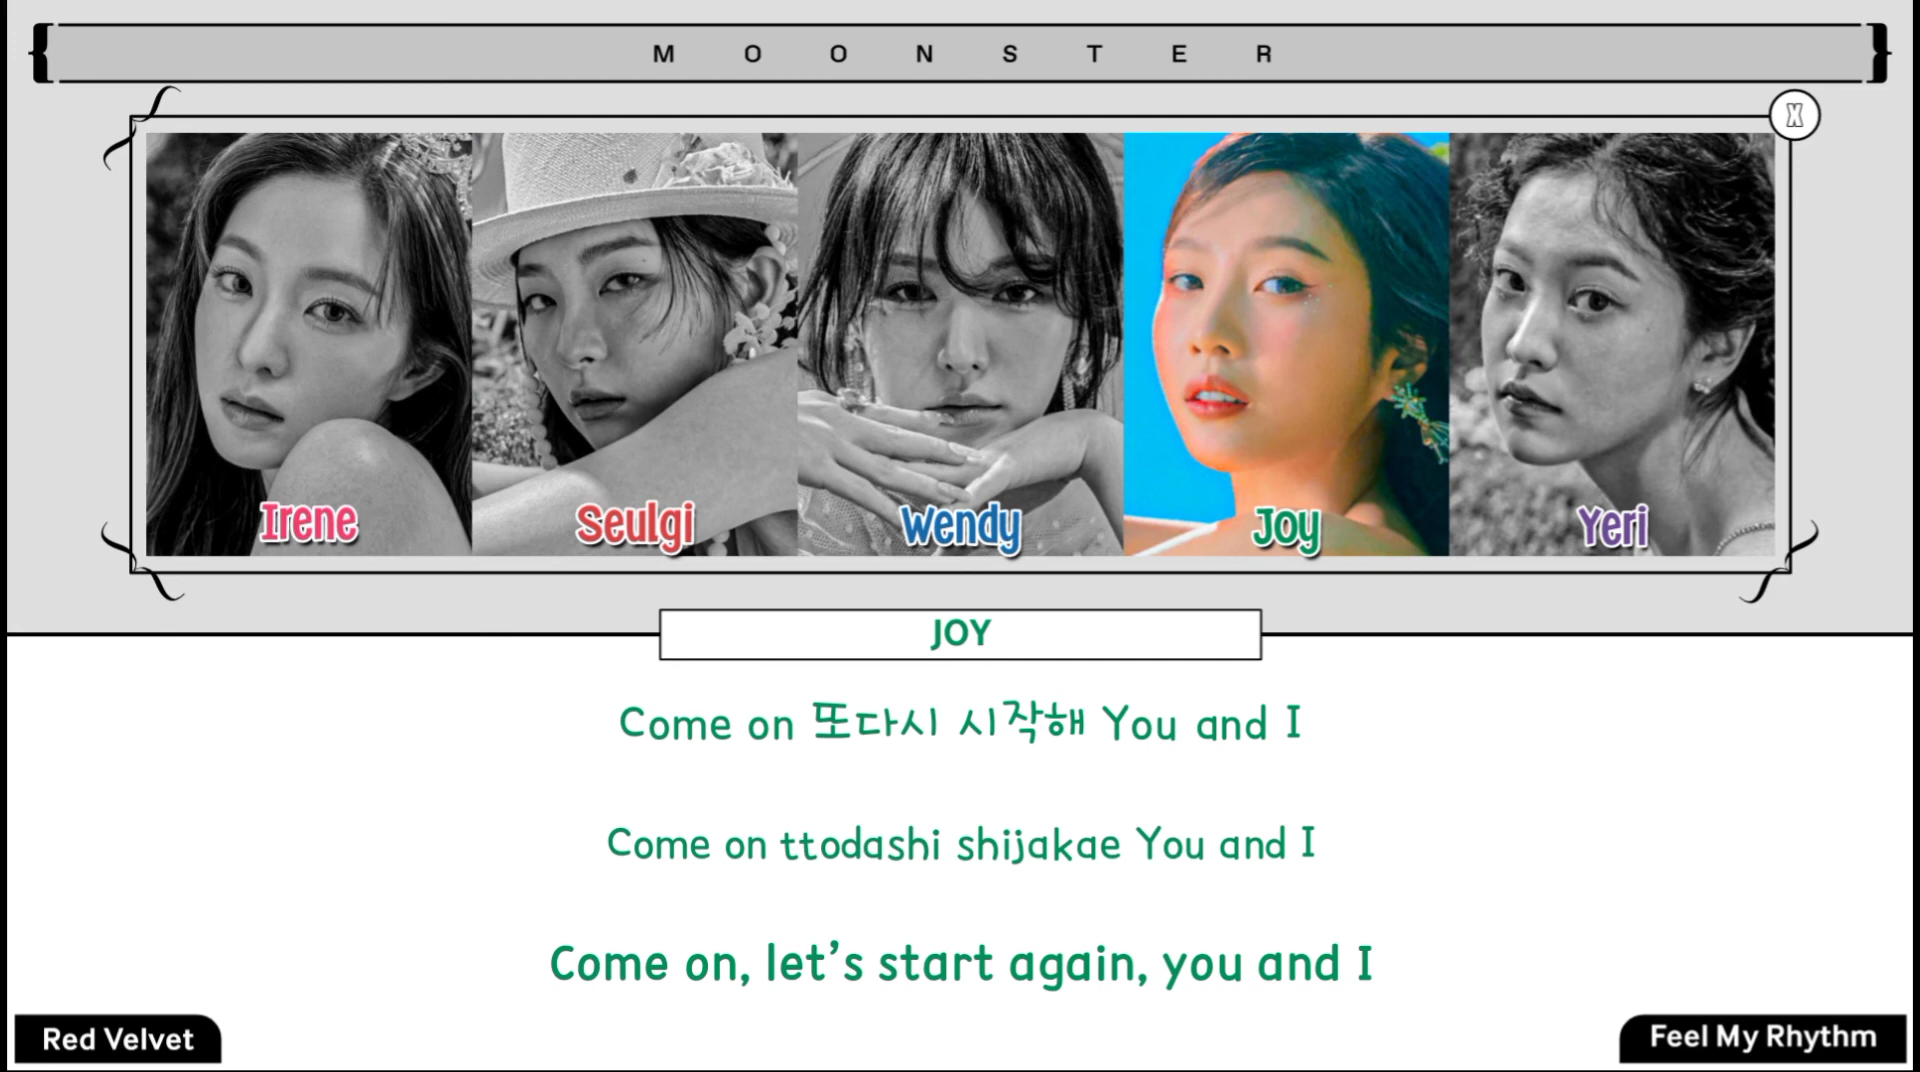 M O O N S T E R
X
Irene
Seulgi
Wendy
Joy
Yeri
JOY
Come on 또다시 시작해 You and I
Come on ttodashi shijakae You and I
Come on, let's start again, you and I
Red Velvet
Feel My Rhythm